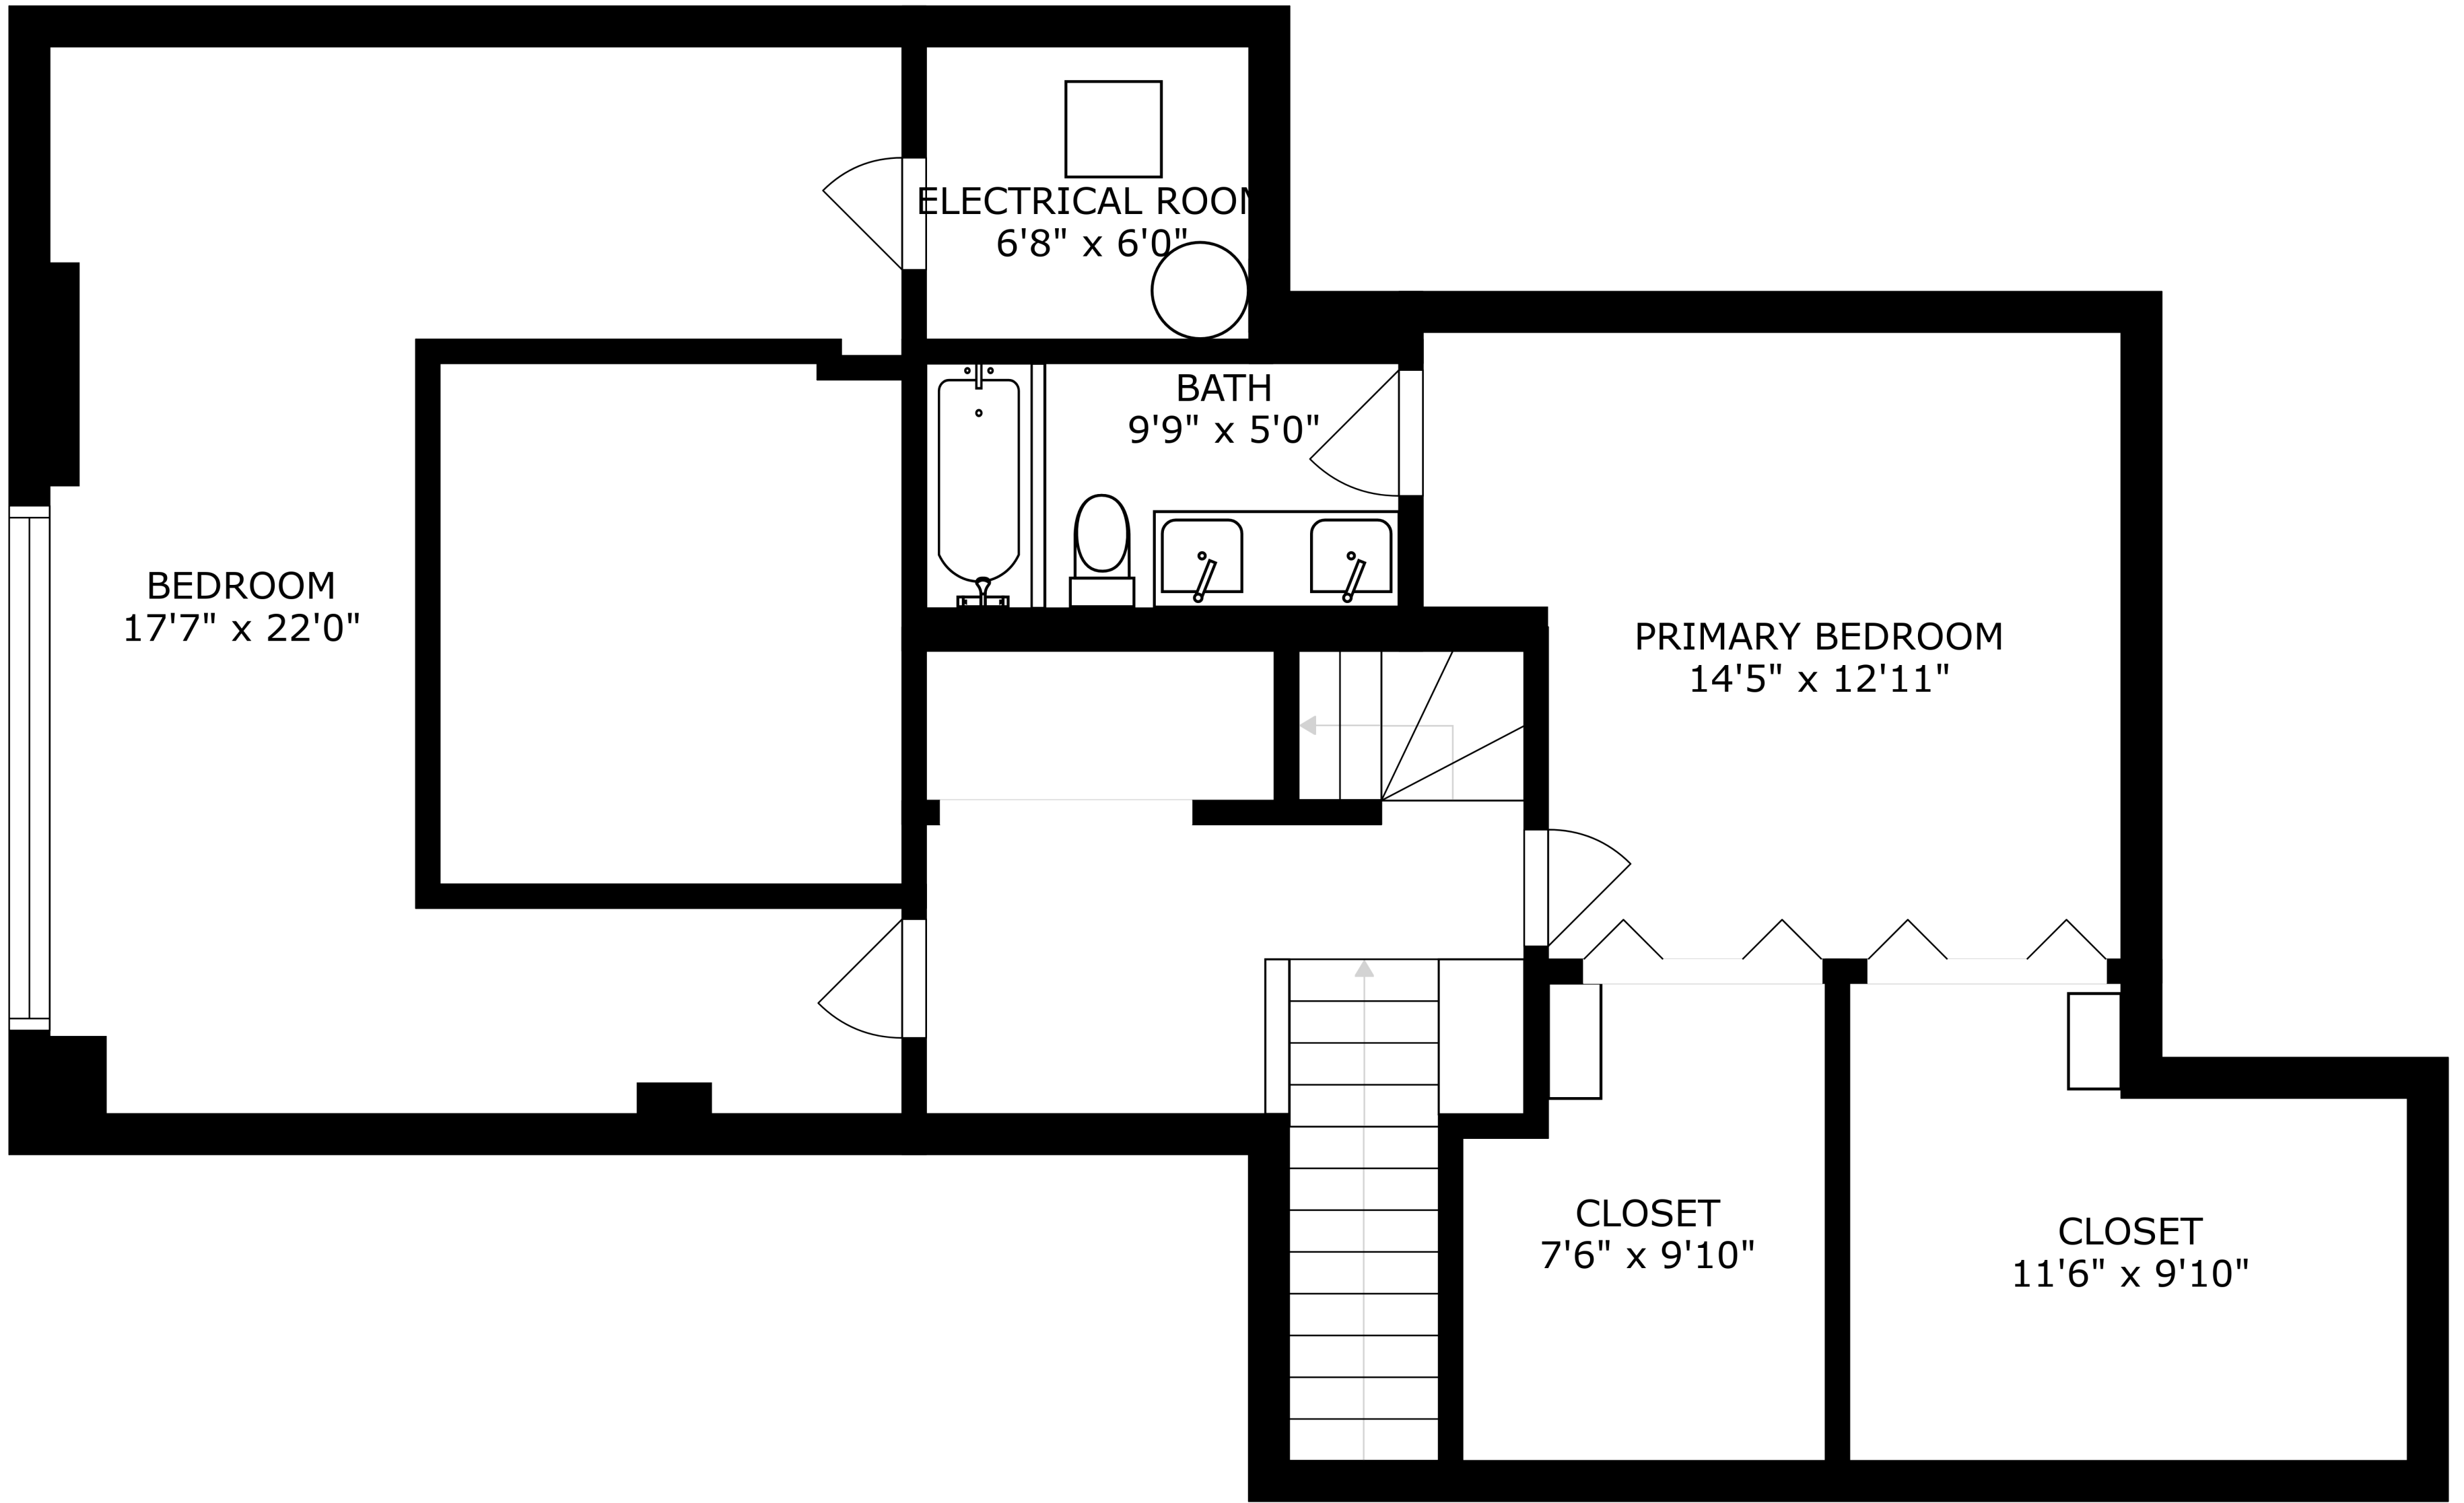 ELECTRICAL ROOM
6'8" x 6'0"
BATH
9'9" x 5'0"
BEDROOM
17'7" x 22'0"
PRIMARY BEDROOM
14'5" x 12'11"
CLOSET
7'6" x 9'10"
CLOSET
11'6" x 9'10"